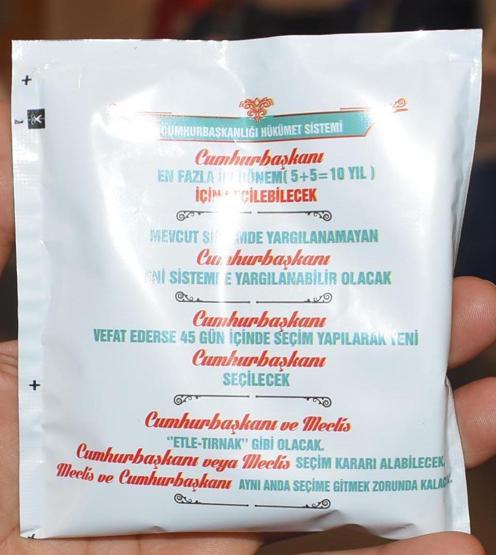 CUMHURBAŞKANLIĞI HÜKÜMET SİSTEMİ
Cumhurbaşkanı
EN FAZLA DÖNEM( 5+5=10 YIL )
İÇİN SEÇİLEBİLECEK
MEVCUT SİSTEMDE YARGILANAMAYAN
Cumhurbaşkanı
YENİ SİSTEMDE YARGILANABİLİR OLACAK
Cumhurbaşkanı
VEFAT EDERSE 45 GÜN İÇİNDE SEÇİM YAPILARAK YENİ
Cumhurbaşkanı
SEÇİLECEK
Cumhurbaşkanı ve Meclis
"ETLE-TIRNAK" GİBİ OLACAK.
Cumhurbaşkanı veya Meclis SEÇİM KARARI ALABİLECEK,
Meclis ve Cumhurbaşkanı AYNI ANDA SEÇİME GİTMEK ZORUNDA KALACAK.